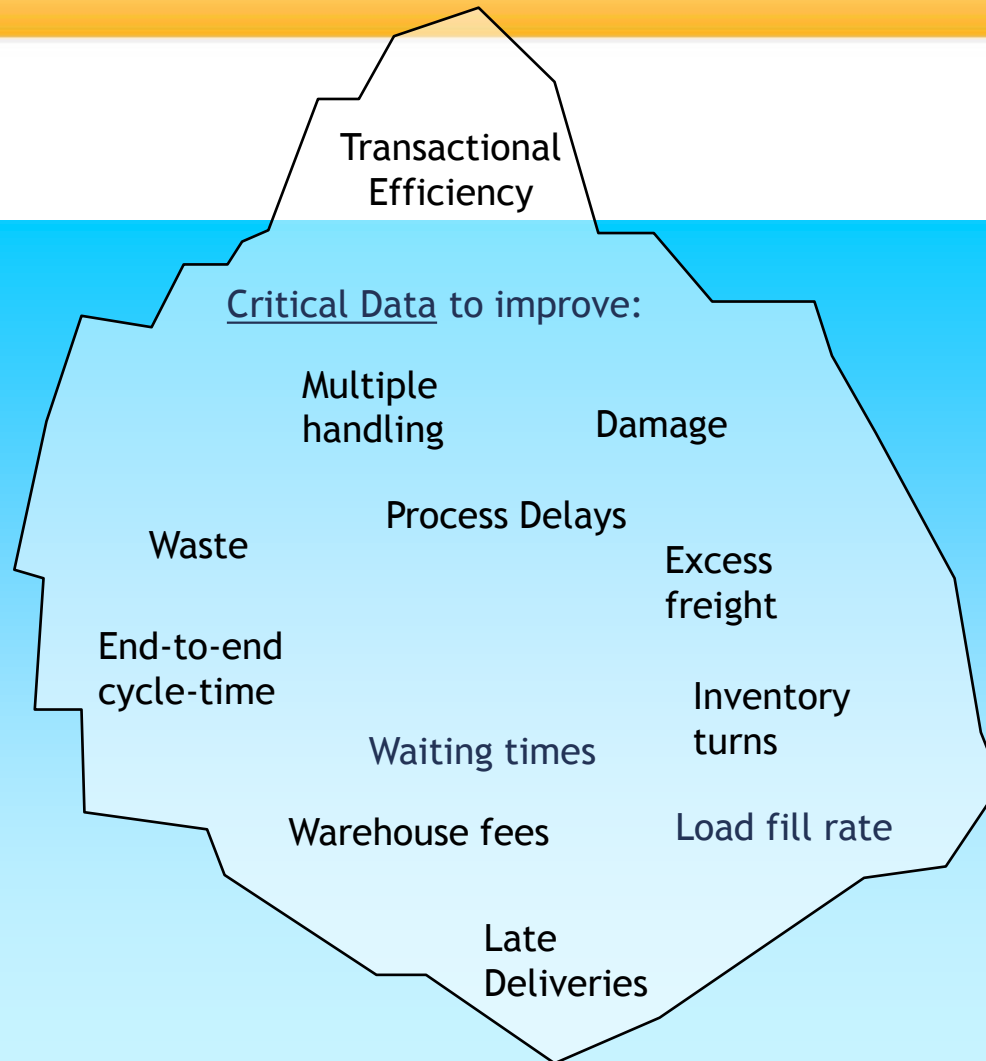 Transactional
Efficiency
Critical Data to improve:
Multiple
handling
Damage
Process Delays
Waste
Excess
freight
End-to-end
cycle-time
Inventory
turns
Waiting times
Warehouse fees
Load fill rate
Late
Deliveries